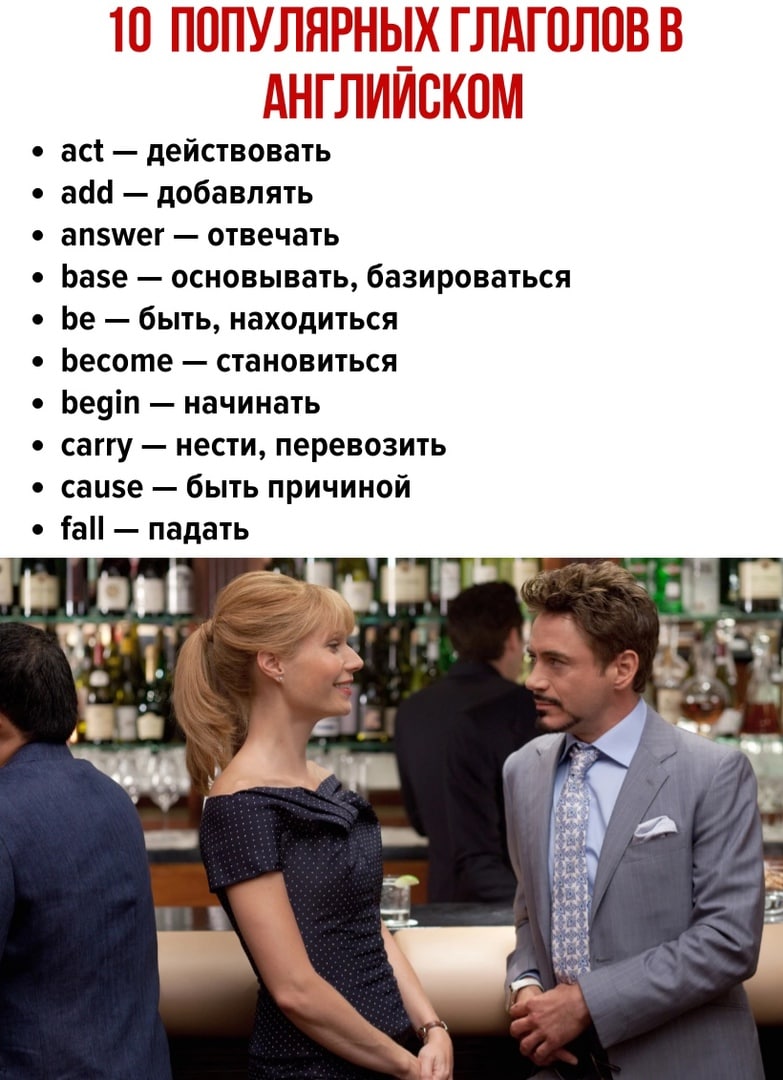 10 ПОПУЛЯРНЫХ ГЛАГОЛОВ В
АНГЛИЙСКОМ
• act — действовать
• add — добавлять
• answer — отвечать
• base — основывать, базироваться
• be — быть, находиться
• become — становиться
• begin — начинать
• carry — нести, перевозить
• cause — быть причиной
• fall — падать